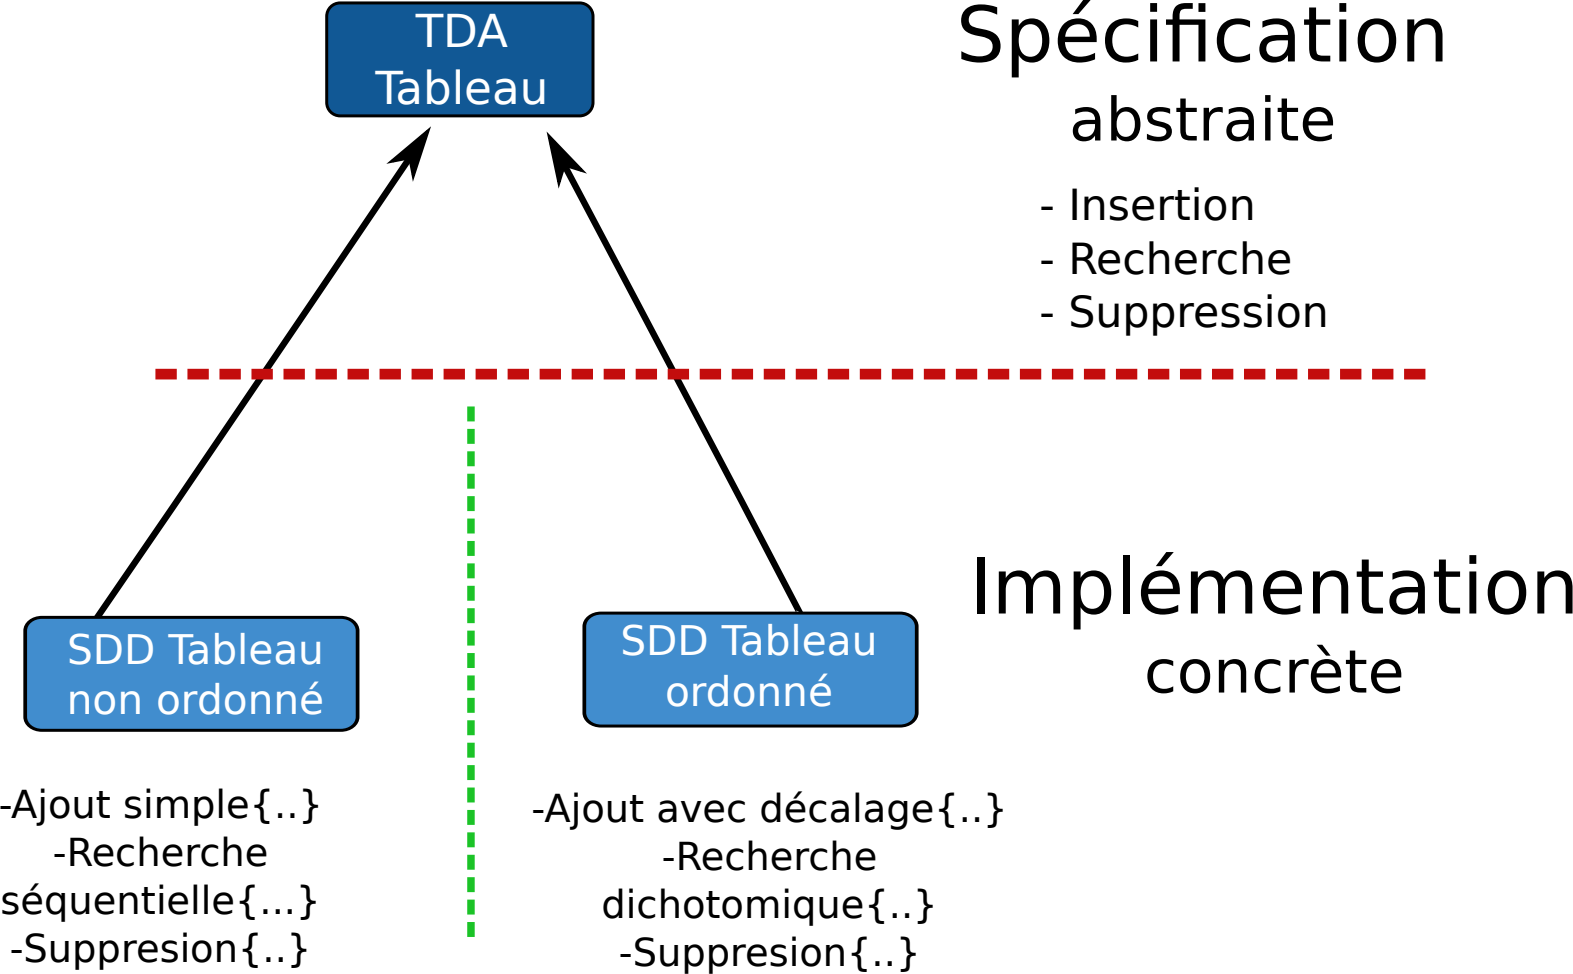 TDA
Tableau
Spécification
abstraite
- Insertion
- Recherche
- Suppression
Implémentation
concrète
SDD Tableau
non ordonné
-Ajout simple{..}
-Recherche
séquentielle{...}
-Suppresion{..}
SDD Tableau
ordonné
-Ajout avec décalage{..}
-Recherche
dichotomique{..}
-Suppresion{..}